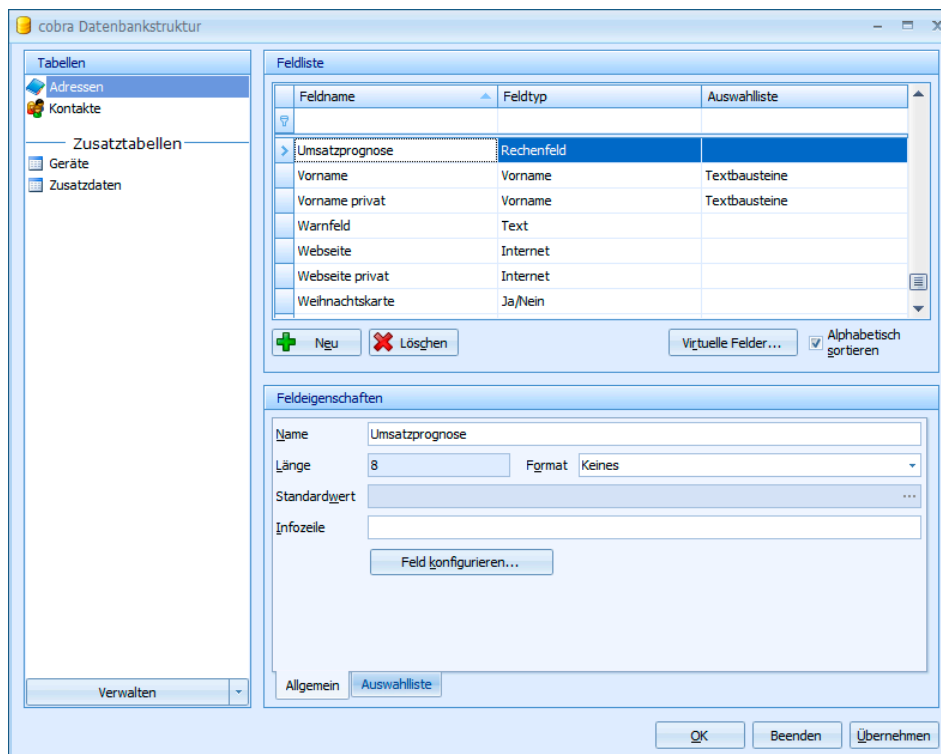 cobra Datenbankstruktur
Tabellen
Adressen
Kontakte
Zusatztabellen
Geräte
Zusatzdaten
Verwalten
Feldliste
Feldname Feldtyp Auswahlliste
Umsatzprognose Rechenfeld
Vorname Vorname Textbausteine
Vorname privat Vorname Textbausteine
Warnfeld Text
Webseite Internet
Webseite privat Internet
Weihnachtskarte Ja/Nein
Neu Löschen Virtuelle Felder... Alphabetisch
sortieren
Feldeigenschaften
Name Umsatzprognose
Länge 8 Format Keines
Standardwert ...
Infozeile
Feld konfigurieren...
Allgemein Auswahlliste
OK Beenden Übernehmen